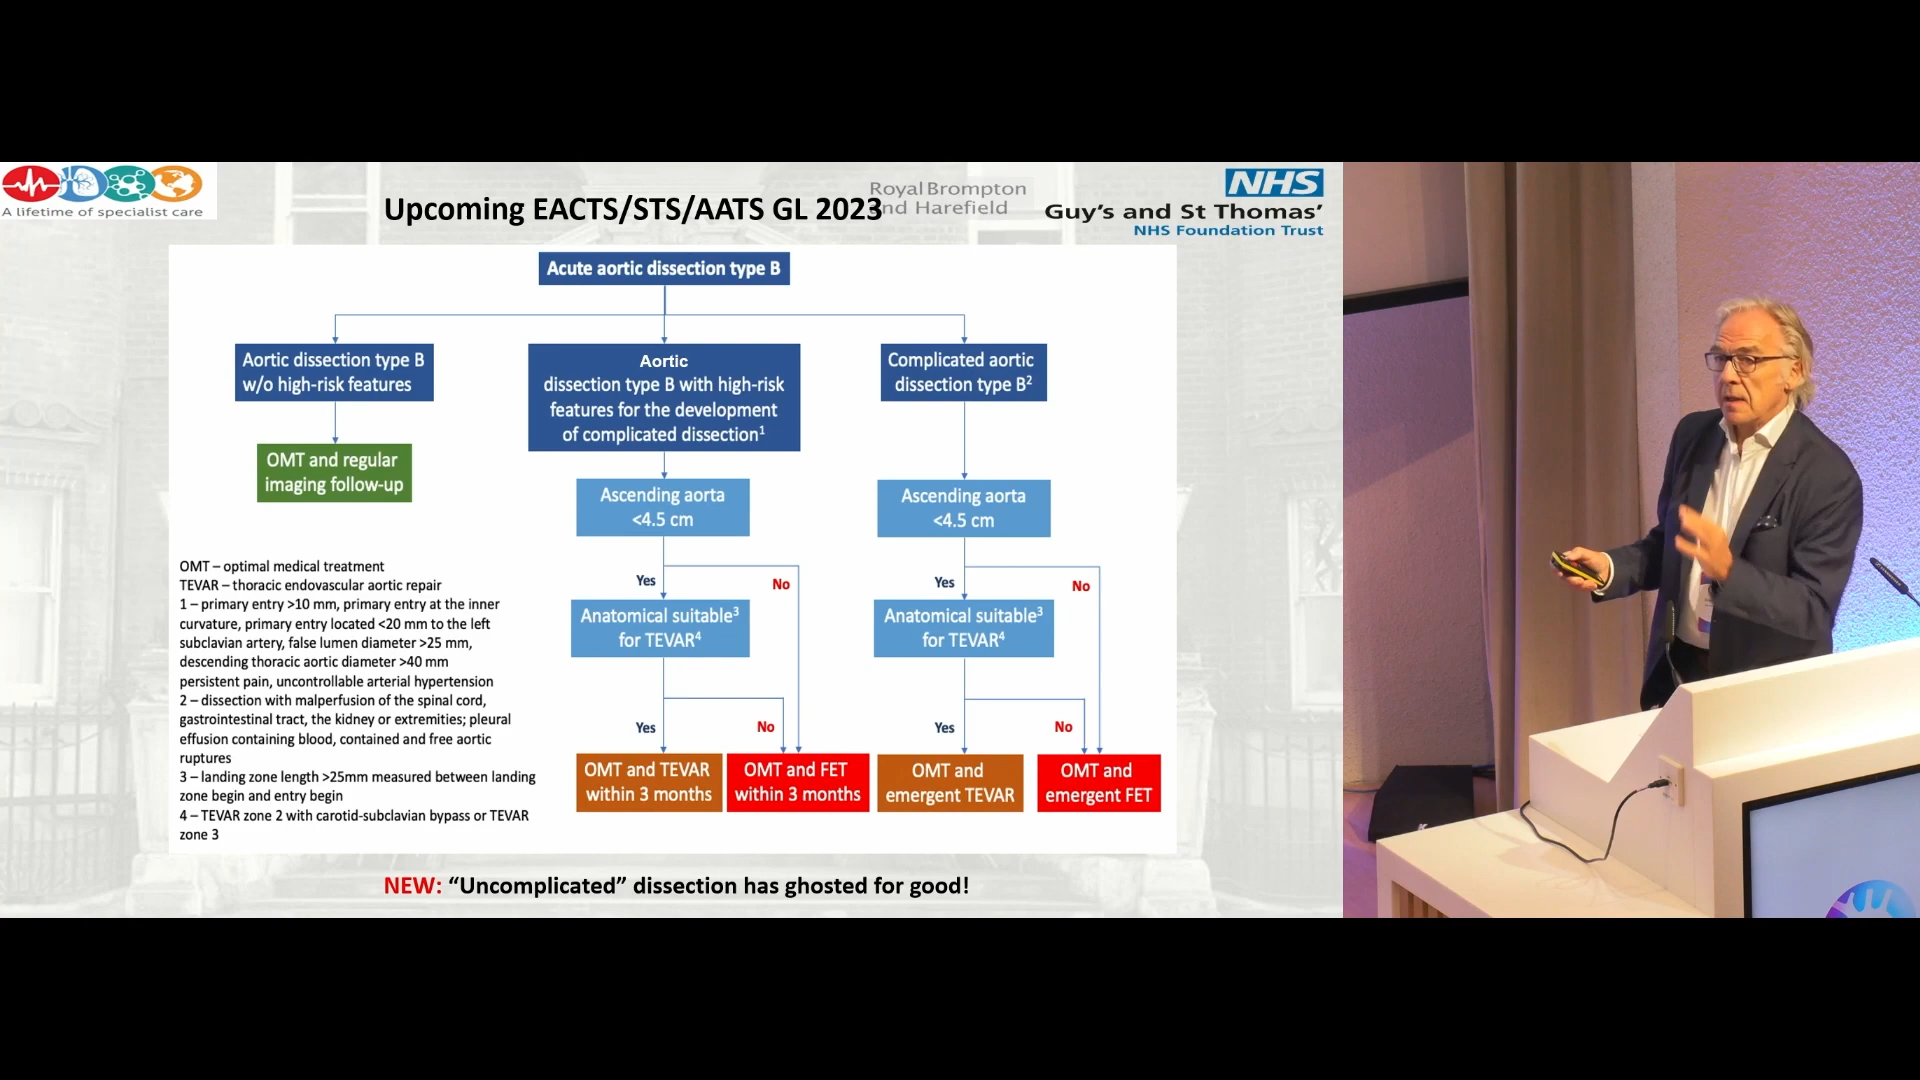 A lifetime of specialist care
Upcoming EACTS/STS/AATS GL 2023
Royal Brompton
and Harefield
NHS
Guy's and St Thomas'
NHS Foundation Trust
Acute aortic dissection type B
Aortic dissection type B
w/o high-risk features
Aortic
dissection type B with high-risk
features for the development
of complicated dissection¹
Complicated aortic
dissection type B²
OMT and regular
imaging follow-up
Ascending aorta
<4.5 cm
Ascending aorta
<4.5 cm
Yes
No
Yes
No
Anatomical suitable³
for TEVAR⁴
Anatomical suitable³
for TEVAR⁴
Yes
No
Yes
No
OMT and TEVAR
within 3 months
OMT and FET
within 3 months
OMT and
emergent TEVAR
OMT and
emergent FET
OMT – optimal medical treatment
TEVAR – thoracic endovascular aortic repair
1 – primary entry >10 mm, primary entry at the inner
curvature, primary entry located <20 mm to the left
subclavian artery, false lumen diameter >25 mm,
descending thoracic aortic diameter >40 mm
persistent pain, uncontrollable arterial hypertension
2 – dissection with malperfusion of the spinal cord,
gastrointestinal tract, the kidney or extremities; pleural
effusion containing blood, contained and free aortic
ruptures
3 – landing zone length >25mm measured between landing
zone begin and entry begin
4 – TEVAR zone 2 with carotid-subclavian bypass or TEVAR
zone 3
NEW: “Uncomplicated” dissection has ghosted for good!